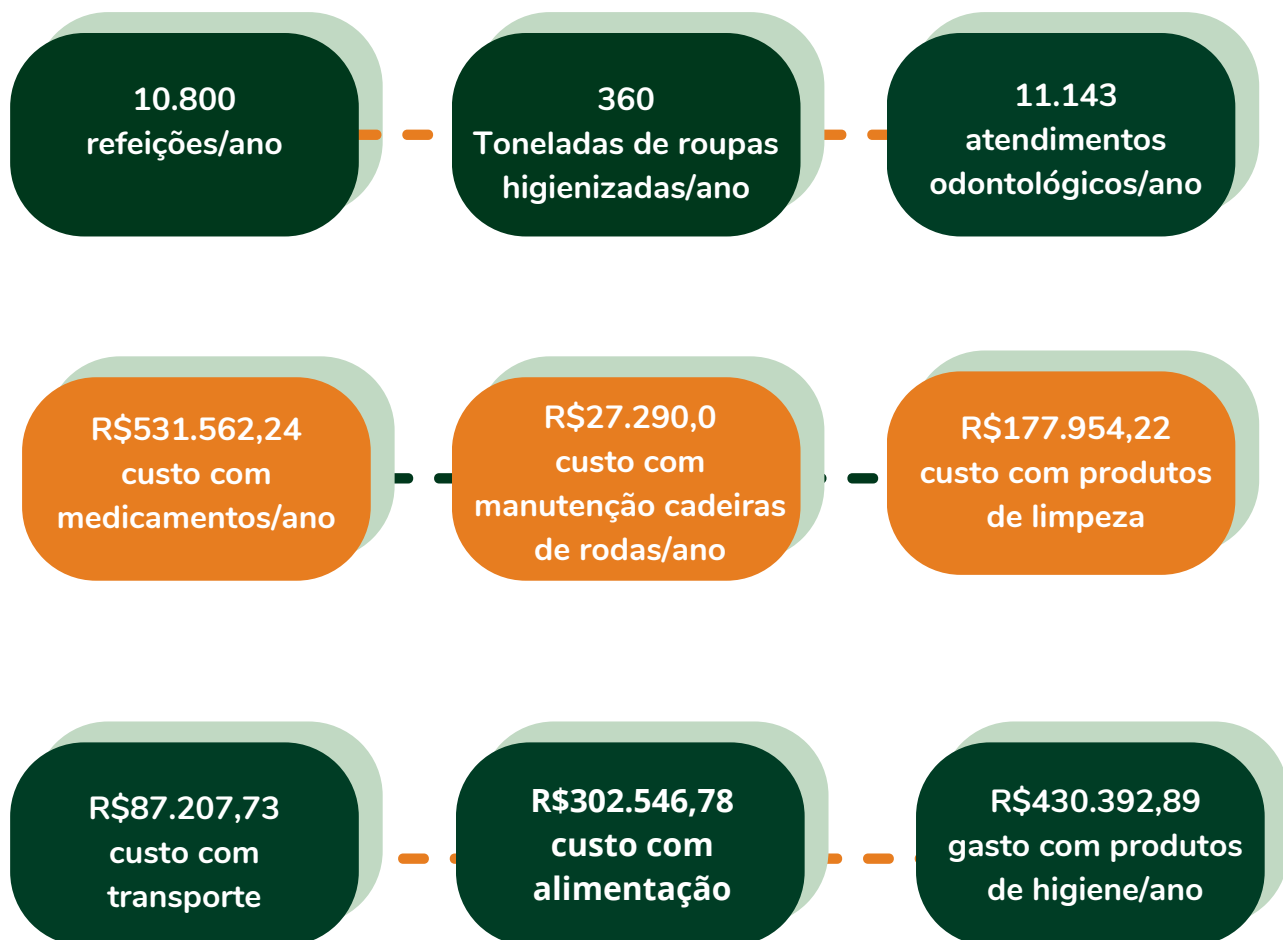 10.800
refeições/ano
360
Toneladas de roupas
higienizadas/ano
11.143
atendimentos
odontológicos/ano
R$531.562,24
custo com
medicamentos/ano
R$27.290,0
custo com
manutenção cadeiras
de rodas/ano
R$177.954,22
custo com produtos
de limpeza
R$87.207,73
custo com
transporte
R$302.546,78
custo com
alimentação
R$430.392,89
gasto com produtos
de higiene/ano